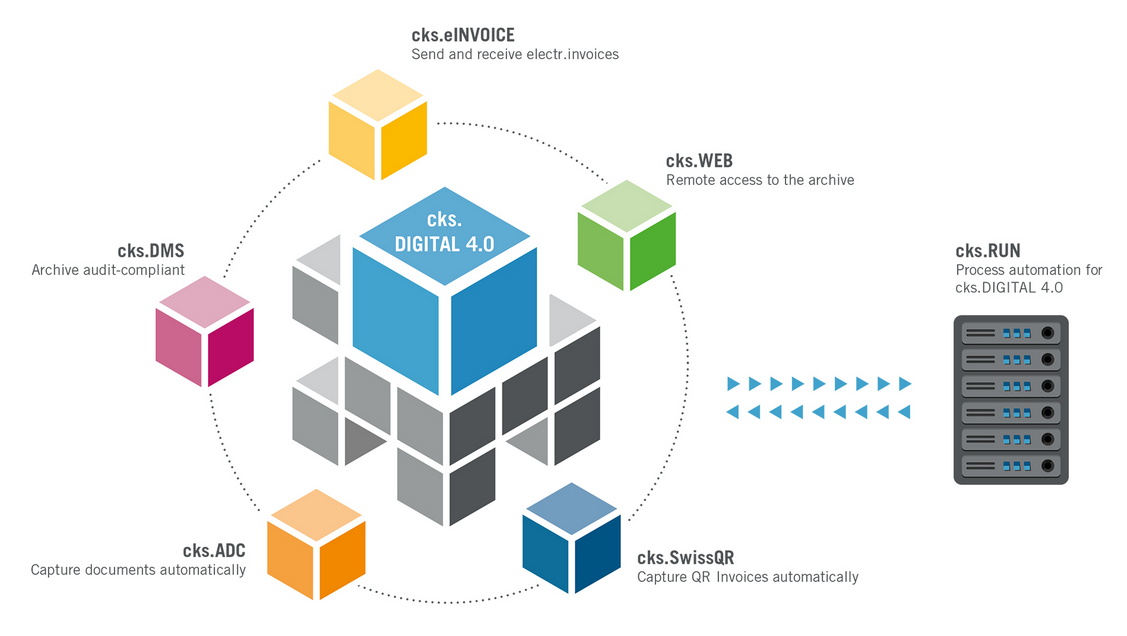 cks.eINVOICE
Send and receive electr.invoices
cks.WEB
Remote access to the archive
cks.
DIGITAL 4.0
cks.DMS
Archive audit-compliant
cks.RUN
Process automation for
cks.DIGITAL 4.0
cks.ADC
Capture documents automatically
cks.SwissQR
Capture QR Invoices automatically